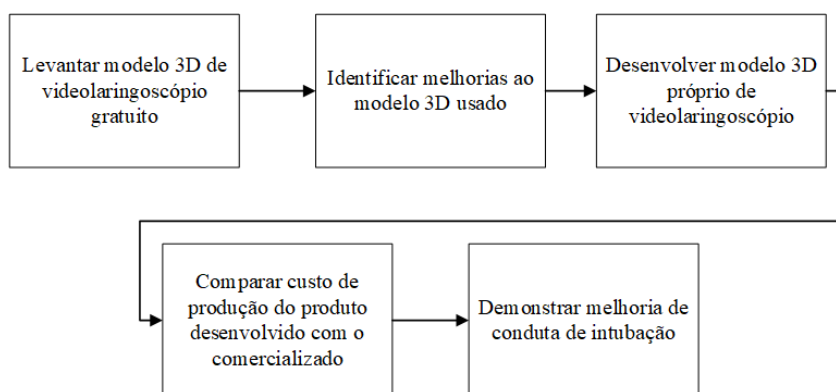 Levantar modelo 3D de
videolaringoscópio
gratuito
Identificar melhorias ao
modelo 3D usado
Desenvolver modelo 3D
próprio de
videolaringoscópio
Comparar custo de
produção do produto
desenvolvido com o
comercializado
Demonstrar melhoria de
conduta de intubação